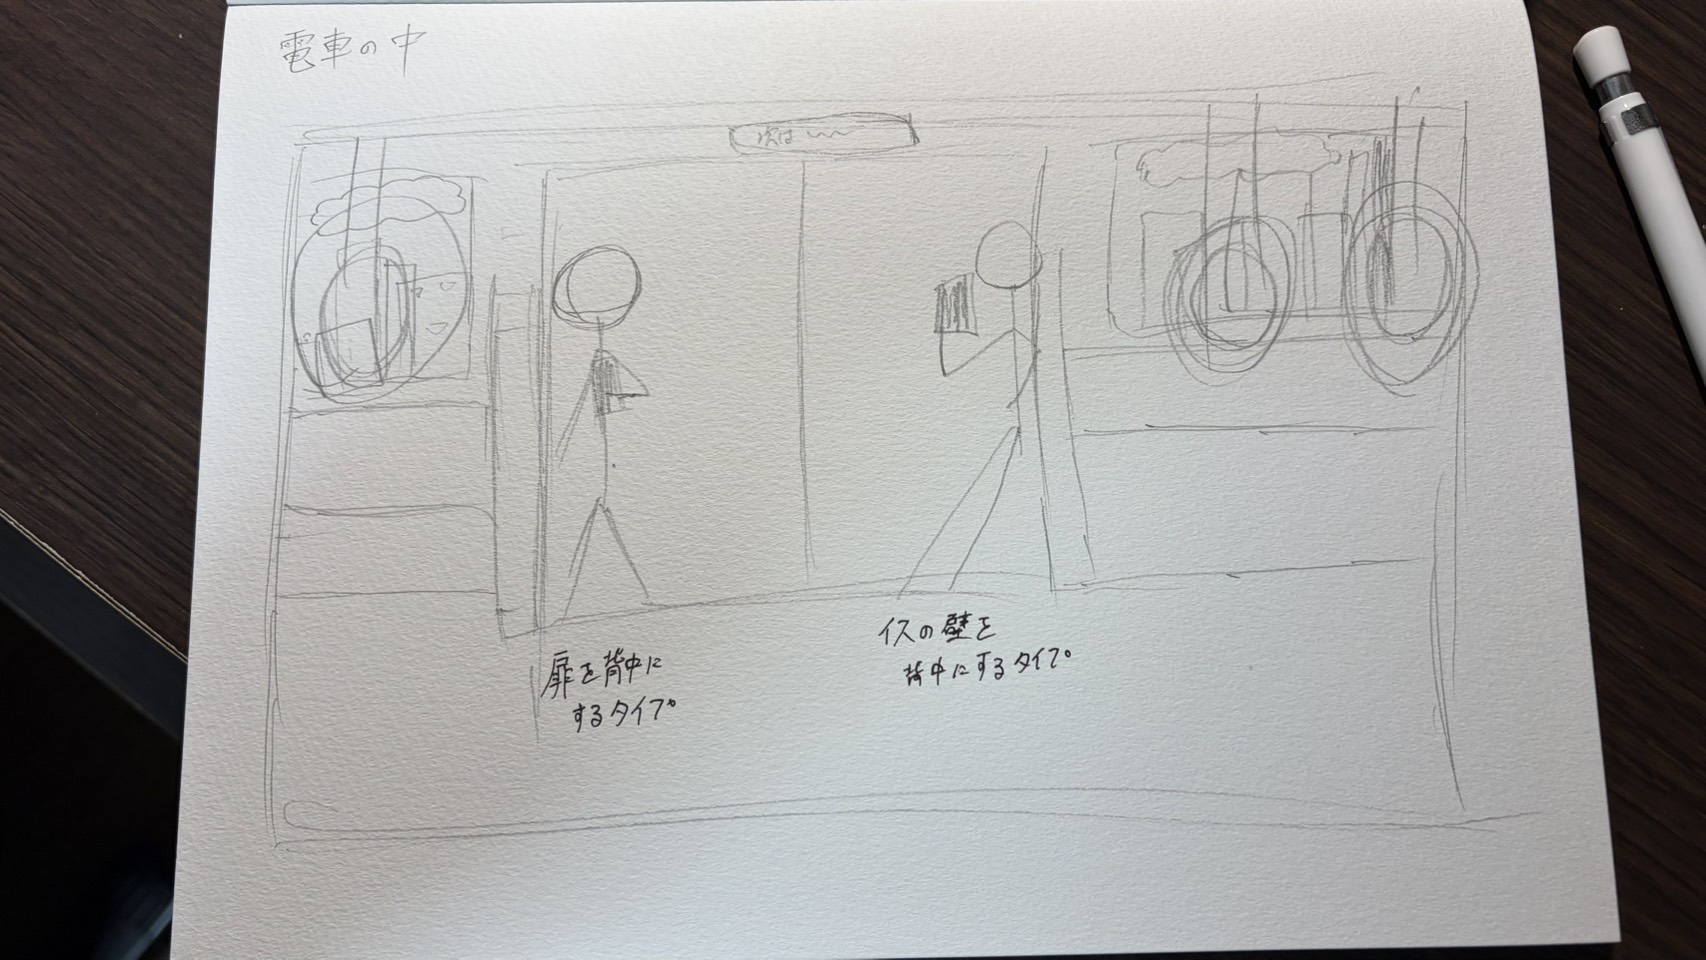 電車の中
次は
扉を背中に
するタイプ
イスの壁を
背中にするタイプ